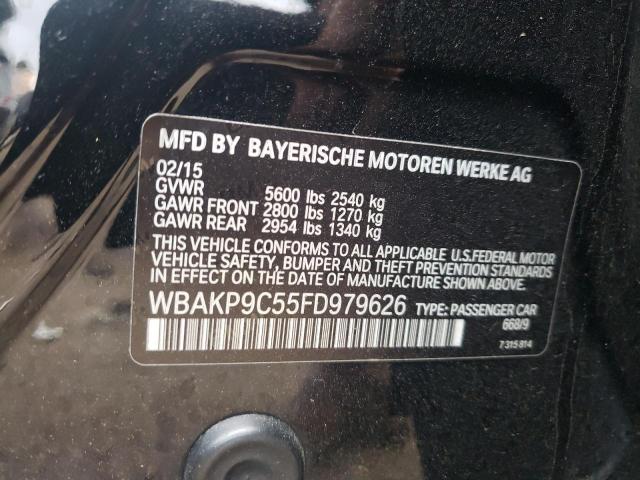 MFD BY BAYERISCHE MOTOREN WERKE AG
02/15
GVWR 5600 lbs 2540 kg
GAWR FRONT 2800 lbs 1270 kg
GAWR REAR 2954 lbs 1340 kg
THIS VEHICLE CONFORMS TO ALL APPLICABLE U.S.FEDERAL MOTOR
VEHICLE SAFETY, BUMPER AND THEFT PREVENTION STANDARDS
IN EFFECT ON THE DATE OF MANUFACTURE SHOWN ABOVE.
WBAKP9C55FD979626 TYPE: PASSENGER CAR
668/9
7 315 814